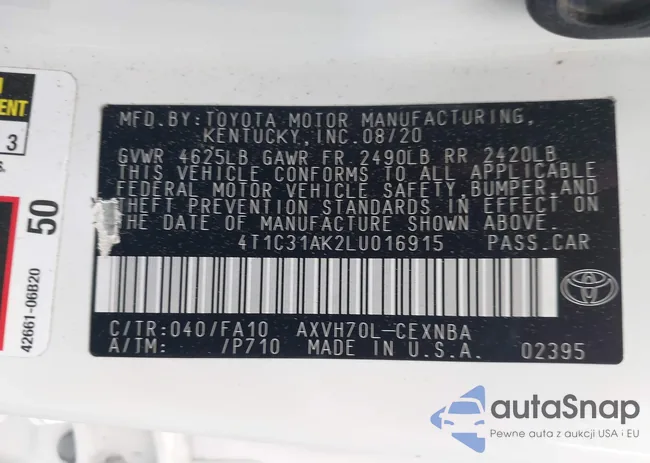 MFD.BY:TOYOTA MOTOR MANUFACTURING,
KENTUCKY,INC.08/20
GVWR 4625LB GAWR FR 2490LB RR 2420LB
THIS VEHICLE CONFORMS TO ALL APPLICABLE
FEDERAL MOTOR VEHICLE SAFETY,BUMPER,AND
THEFT PREVENTION STANDARDS IN EFFECT ON
THE DATE OF MANUFACTURE SHOWN ABOVE.
4T1C31AK2LU016915 PASS.CAR
C/TR:040/FA10 AXVH70L-CEXNBA
A/TM: /P710 MADE IN U.S.A. 02395
3
50
42661-06B20
autaSnap
Pewne auta z aukcji USA i EU